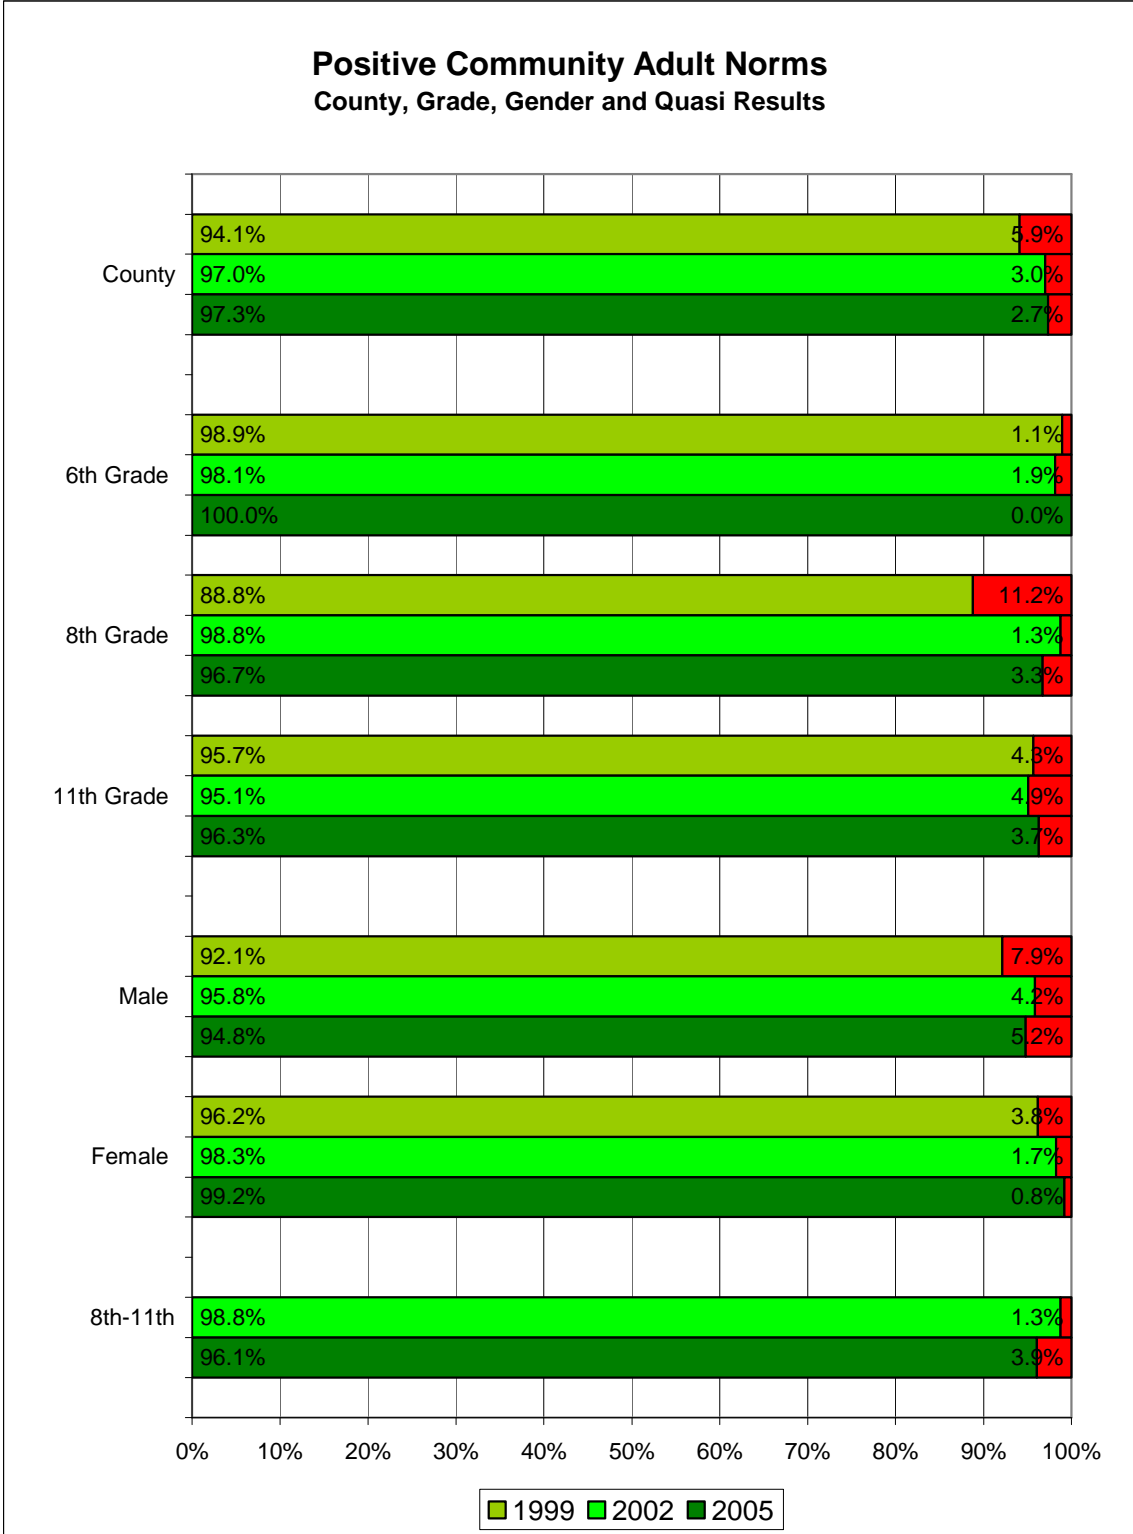 Positive Community Adult Norms
County, Grade, Gender and Quasi Results
94.1% 5.9%
County 97.0% 3.0%
97.3% 2.7%
98.9% 1.1%
6th Grade 98.1% 1.9%
100.0% 0.0%
88.8% 11.2%
8th Grade 98.8% 1.3%
96.7% 3.3%
95.7% 4.3%
11th Grade 95.1% 4.9%
96.3% 3.7%
92.1% 7.9%
Male 95.8% 4.2%
94.8% 5.2%
96.2% 3.8%
Female 98.3% 1.7%
99.2% 0.8%
8th-11th 98.8% 1.3%
96.1% 3.9%
0% 10% 20% 30% 40% 50% 60% 70% 80% 90% 100%
1999 2002 2005